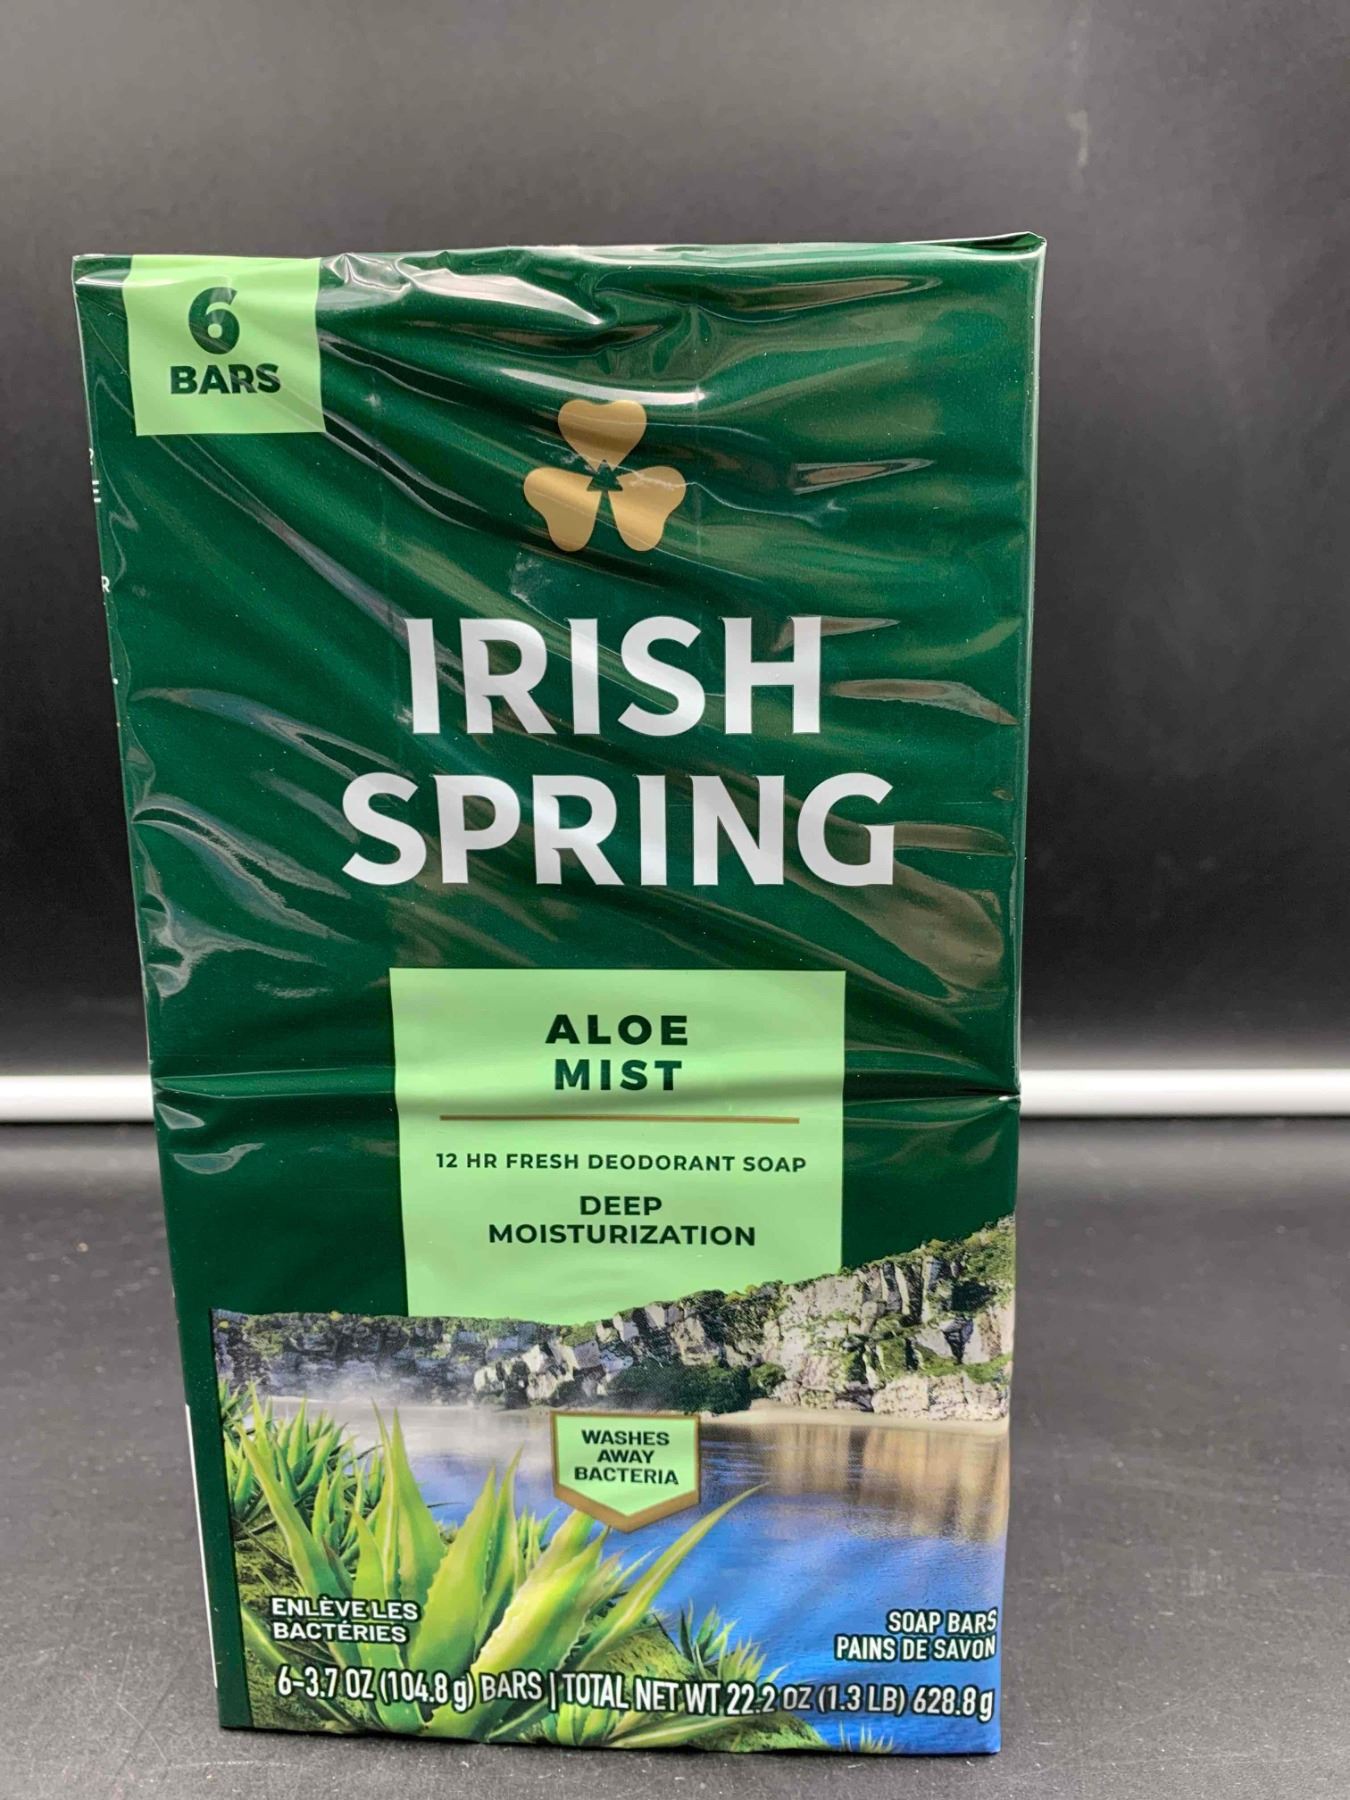 6
BARS
IRISH
SPRING
ALOE
MIST
12 HR FRESH DEODORANT SOAP
DEEP
MOISTURIZATION
WASHES
AWAY
BACTERIA
ENLÈVE LES
BACTÉRIES
SOAP BARS
PAINS DE SAVON
6-3.7 OZ (104.8 g) BARS | TOTAL NET WT 22.2 OZ (1.3 LB) 628.8 g